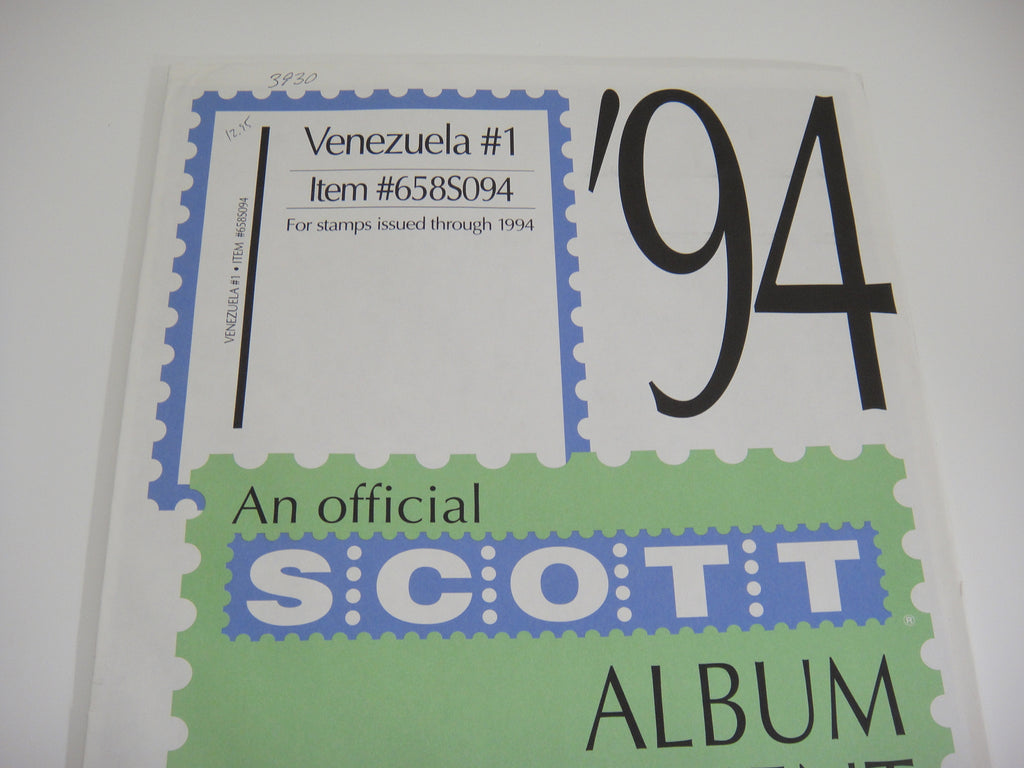 3930
12.95
Venezuela #1
Item #658S094
For stamps issued through 1994
VENEZUELA #1 • ITEM #658S094
'94
An official
SCOTT
®
ALBUM